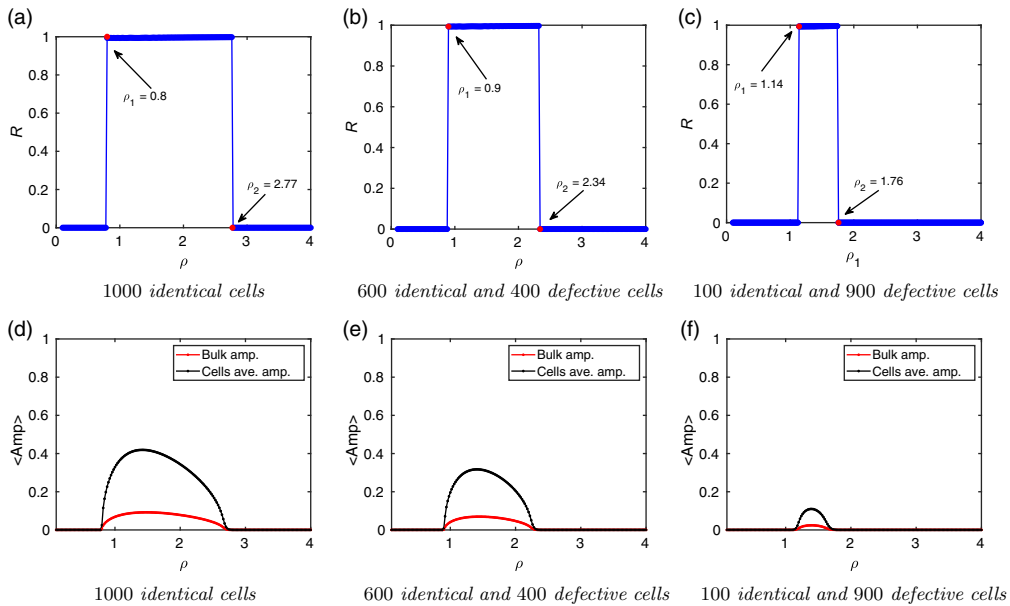 (a)
1
0.8
0.6
0.4
0.2
0
R
ρ1 = 0.8
ρ2 = 2.77
0 1 2 3 4
ρ
1000 identical cells
(b)
1
0.8
0.6
0.4
0.2
0
R
ρ1 = 0.9
ρ2 = 2.34
0 1 2 3 4
ρ
600 identical and 400 defective cells
(c)
1
0.8
0.6
0.4
0.2
0
R
ρ1 = 1.14
ρ2 = 1.76
0 1 2 3 4
ρ1
100 identical and 900 defective cells
(d)
1
0.8
0.6
0.4
0.2
0
<Amp>
Bulk amp.
Cells ave. amp.
1 2 3 4
ρ
1000 identical cells
(e)
1
0.8
0.6
0.4
0.2
0
<Amp>
Bulk amp.
Cells ave. amp.
1 2 3 4
ρ
600 identical and 400 defective cells
(f)
1
0.8
0.6
0.4
0.2
0
<Amp>
Bulk amp.
Cells ave. amp.
1 2 3 4
ρ
100 identical and 900 defective cells